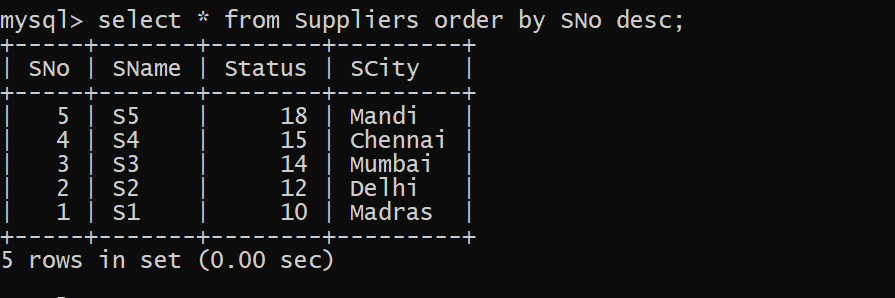 mysql> select * from Suppliers order by SNo desc;
+-----+-------+--------+---------+
| SNo | SName | Status | SCity   |
+-----+-------+--------+---------+
|   5 | S5    |     18 | Mandi   |
|   4 | S4    |     15 | Chennai |
|   3 | S3    |     14 | Mumbai  |
|   2 | S2    |     12 | Delhi   |
|   1 | S1    |     10 | Madras  |
+-----+-------+--------+---------+
5 rows in set (0.00 sec)